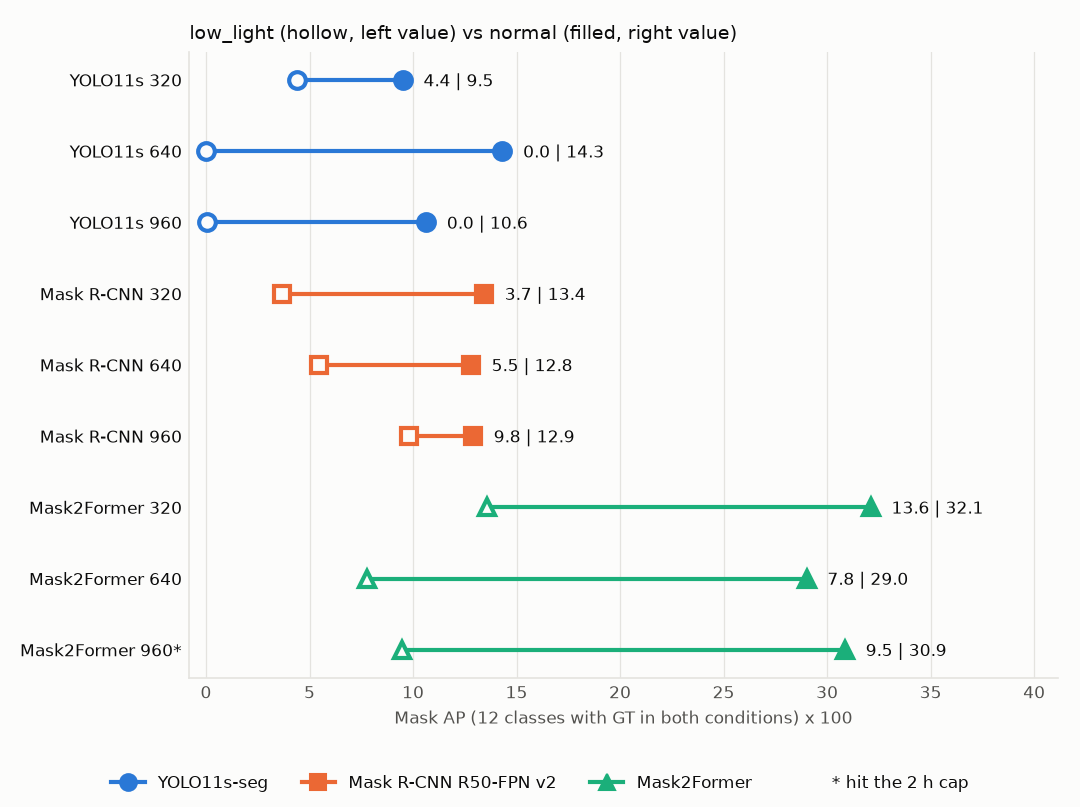 low_light (hollow, left value) vs normal (filled, right value)
YOLO11s 320 4.4 | 9.5
YOLO11s 640 0.0 | 14.3
YOLO11s 960 0.0 | 10.6
Mask R-CNN 320 3.7 | 13.4
Mask R-CNN 640 5.5 | 12.8
Mask R-CNN 960 9.8 | 12.9
Mask2Former 320 13.6 | 32.1
Mask2Former 640 7.8 | 29.0
Mask2Former 960* 9.5 | 30.9
0 5 10 15 20 25 30 35 40
Mask AP (12 classes with GT in both conditions) x 100
YOLO11s-seg Mask R-CNN R50-FPN v2 Mask2Former * hit the 2 h cap